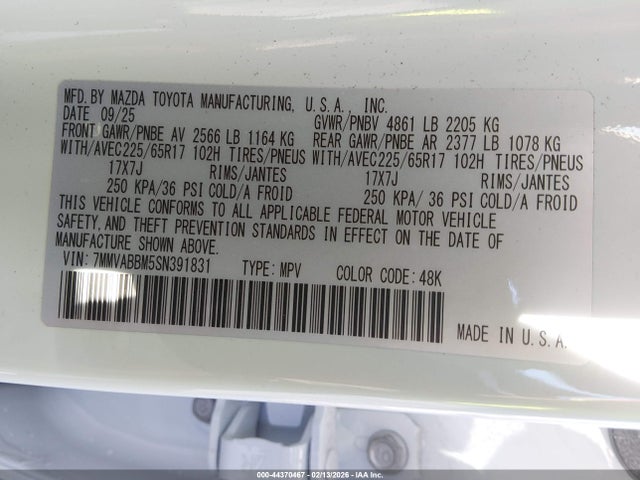 MFD.BY MAZDA TOYOTA MANUFACTURING, U.S.A., INC.
DATE 09/25 GVWR/PNBV 4861 LB 2205 KG
FRONT GAWR/PNBE AV 2566 LB 1164 KG REAR GAWR/PNBE AR 2377 LB 1078 KG
WITH/AVEC225/65R17 102H TIRES/PNEUS WITH/AVEC225/65R17 102H TIRES/PNEUS
17X7J RIMS/JANTES 17X7J RIMS/JANTES
250 KPA/36 PSI COLD/A FROID 250 KPA/ 36 PSI COLD/A FROID
THIS VEHICLE CONFORMS TO ALL APPLICABLE FEDERAL MOTOR VEHICLE
SAFETY, AND THEFT PREVENTION STANDARDS IN EFFECT ON THE DATE OF
MANUFACTURE SHOWN ABOVE.
VIN: 7MMVABBM5SN391831 TYPE: MPV COLOR CODE: 48K
MADE IN U.S.A.
000-44370467 - 02/13/2026 - IAA Inc.